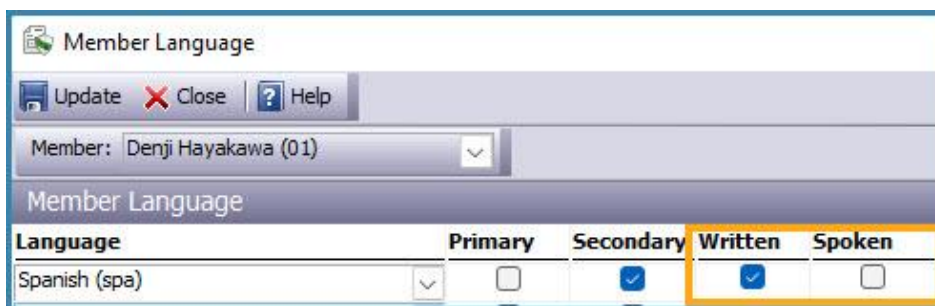 Member Language
Update Close ? Help
Member: Denji Hayakawa (01)
Member Language
Language Primary Secondary Written Spoken
Spanish (spa)